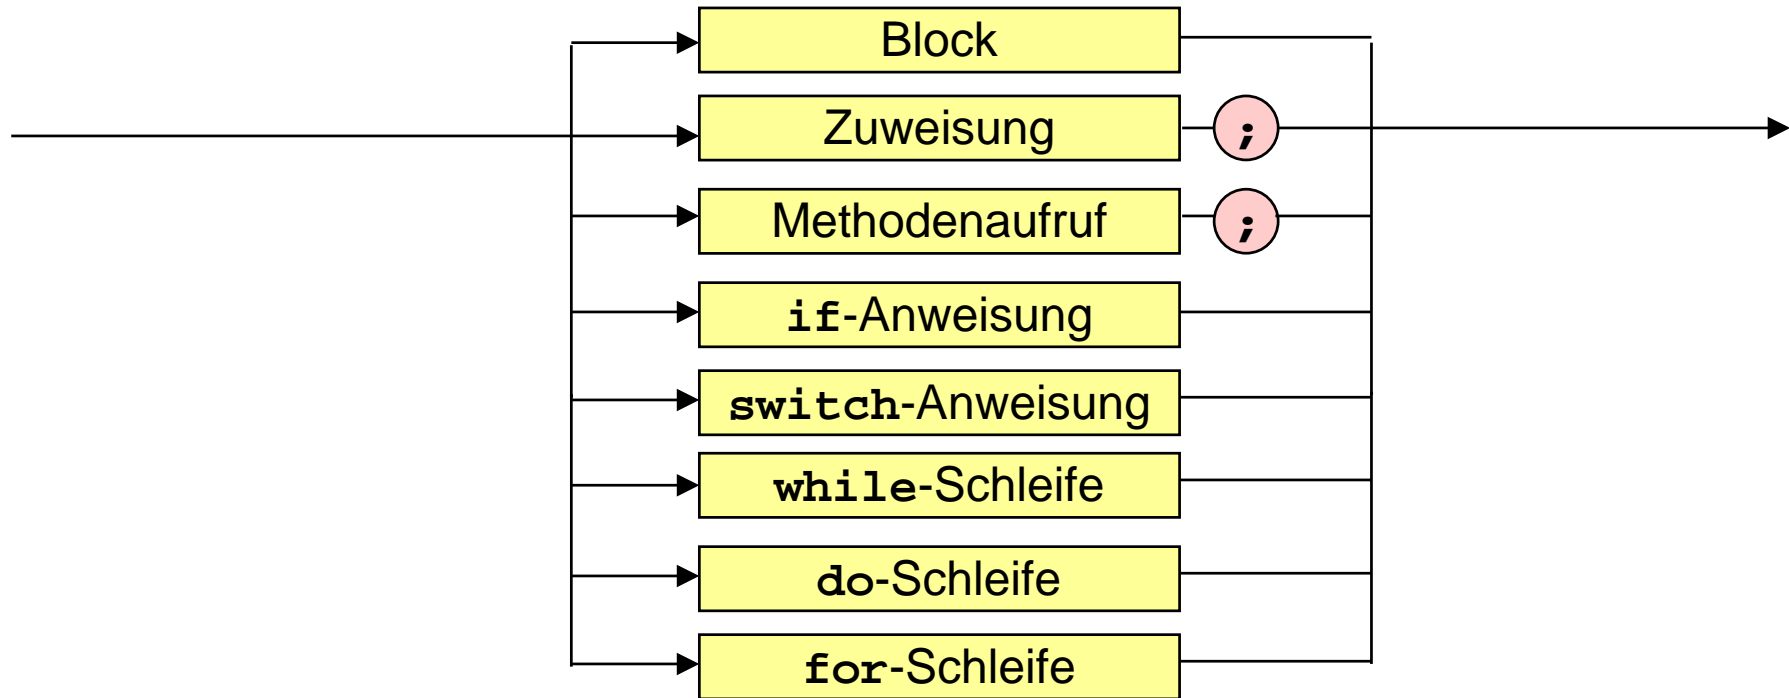 Block
Zuweisung ;
Methodenaufruf ;
if-Anweisung
switch-Anweisung
while-Schleife
do-Schleife
for-Schleife